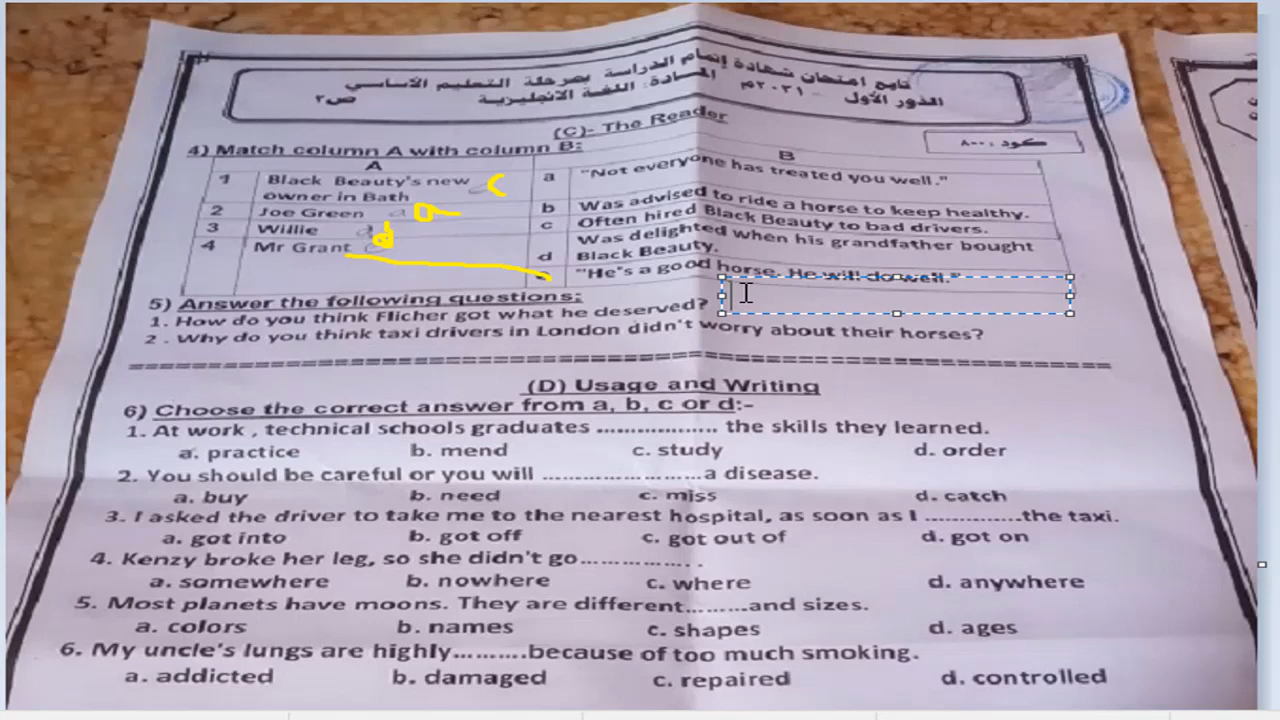 تابع امتحان شهادة إتمام الدراسة بمرحلة التعليم الأساسي
الدور الأول - ٢٠٢١م المادة: اللغة الانجليزية ص٢
(C)- The Reader
كود ٨٠٠
4) Match column A with column B:
A B
1 Black Beauty's new owner in Bath c a "Not everyone has treated you well."
2 Joe Green a b Was advised to ride a horse to keep healthy.
3 Willie d c Often hired Black Beauty to bad drivers.
4 Mr Grant d Was delighted when his grandfather bought Black Beauty.
"He's a good horse. He will do well."
5) Answer the following questions:
1. How do you think Flicher got what he deserved?
2. Why do you think taxi drivers in London didn't worry about their horses?
(D) Usage and Writing
6) Choose the correct answer from a, b, c or d:-
1. At work , technical schools graduates .................. the skills they learned.
a. practice b. mend c. study d. order
2. You should be careful or you will ........................ a disease.
a. buy b. need c. miss d. catch
3. I asked the driver to take me to the nearest hospital, as soon as I ...............the taxi.
a. got into b. got off c. got out of d. got on
4. Kenzy broke her leg, so she didn't go................ .
a. somewhere b. nowhere c. where d. anywhere
5. Most planets have moons. They are different.........and sizes.
a. colors b. names c. shapes d. ages
6. My uncle's lungs are highly..........because of too much smoking.
a. addicted b. damaged c. repaired d. controlled